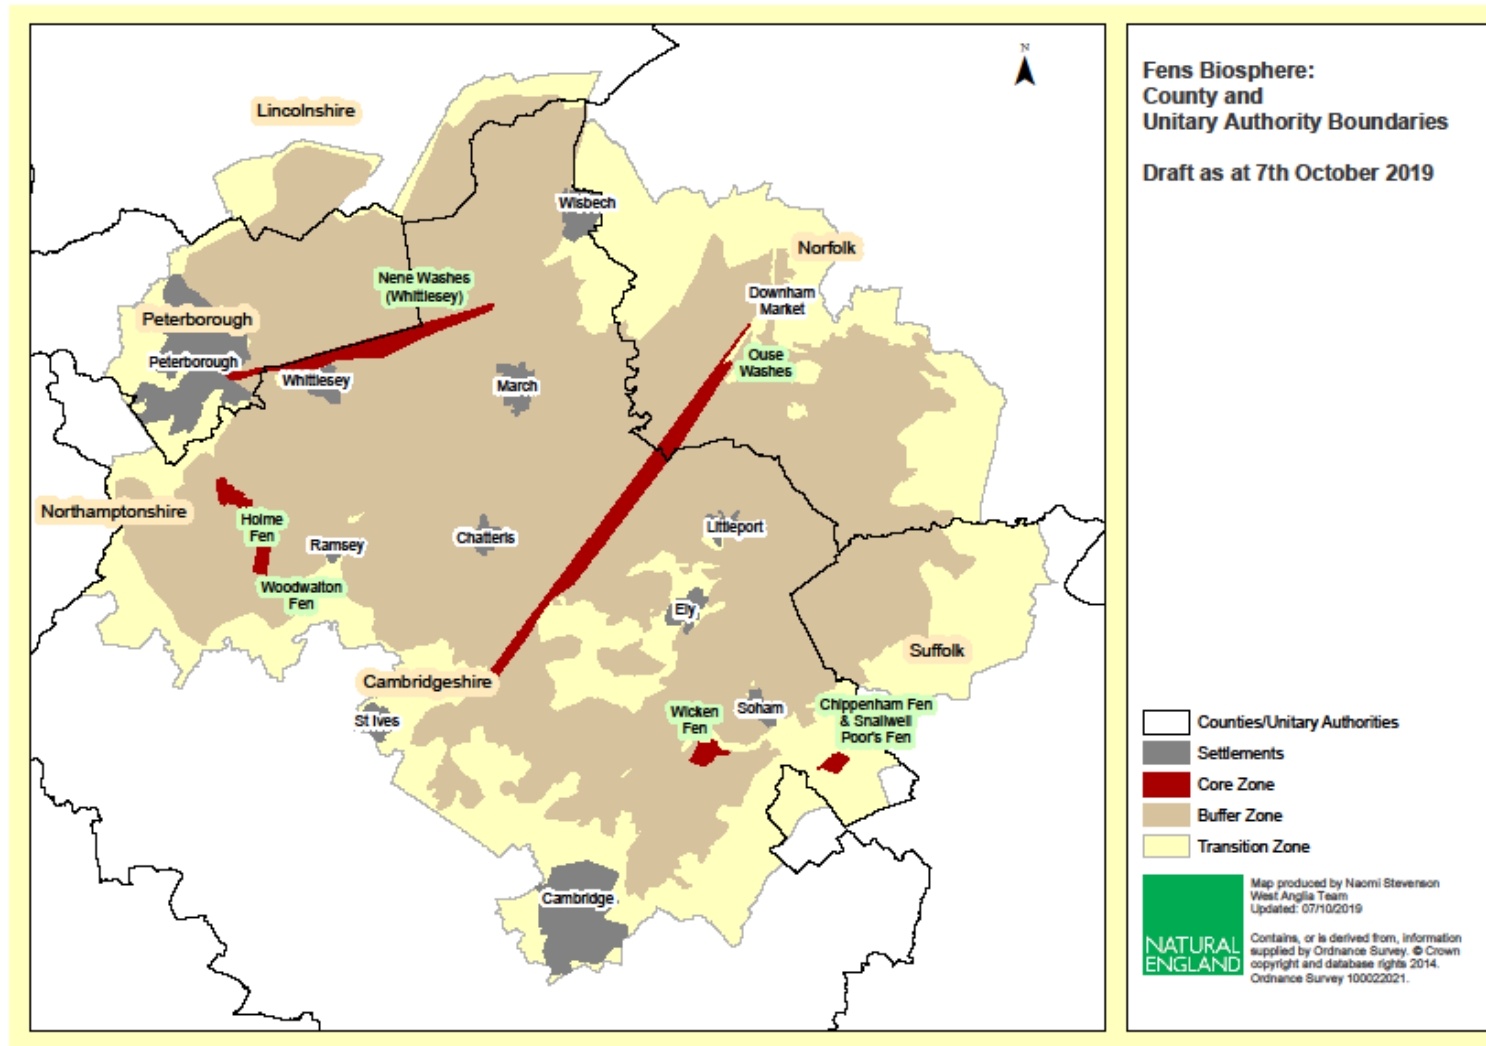 N
Fens Biosphere:
County and
Unitary Authority Boundaries
Draft as at 7th October 2019
Lincolnshire
Wisbech
Norfolk
Nene Washes
(Whittlesey)
Downham
Market
Peterborough
Peterborough
Whittlesey
March
Ouse
Washes
Northamptonshire
Holme
Fen
Ramsey
Chatteris
Littleport
Woodwalton
Fen
Ely
Suffolk
Cambridgeshire
St Ives
Wicken
Fen
Soham
Chippenham Fen
& Snailwell
Poor's Fen
Cambridge
Counties/Unitary Authorities
Settlements
Core Zone
Buffer Zone
Transition Zone
NATURAL
ENGLAND
Map produced by Naomi Stevenson
West Anglia Team
Updated: 07/10/2019
Contains, or is derived from, information
supplied by Ordnance Survey. © Crown
copyright and database rights 2014.
Ordnance Survey 100022021.